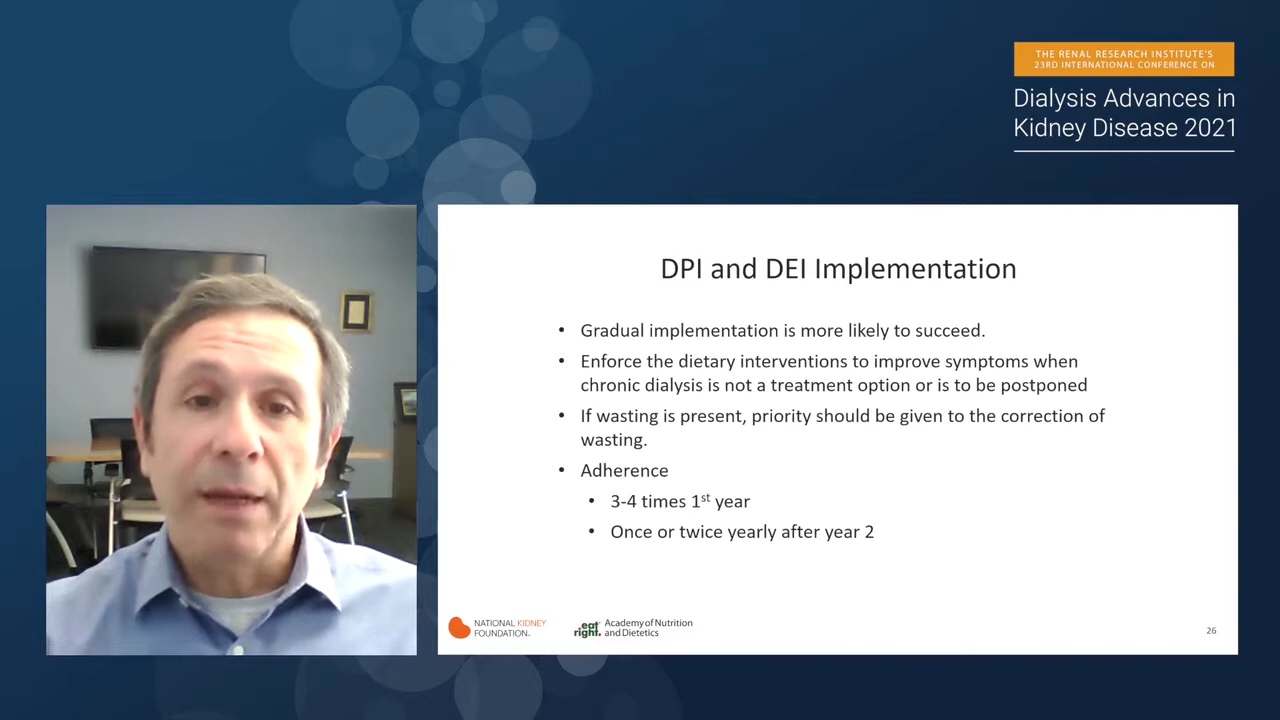 THE RENAL RESEARCH INSTITUTE'S
23RD INTERNATIONAL CONFERENCE ON
Dialysis Advances in
Kidney Disease 2021
DPI and DEI Implementation
• Gradual implementation is more likely to succeed.
• Enforce the dietary interventions to improve symptoms when
chronic dialysis is not a treatment option or is to be postponed
• If wasting is present, priority should be given to the correction of
wasting.
• Adherence
• 3-4 times 1st year
• Once or twice yearly after year 2
NATIONAL KIDNEY
FOUNDATION®
eat
right.
Academy of Nutrition
and Dietetics
26